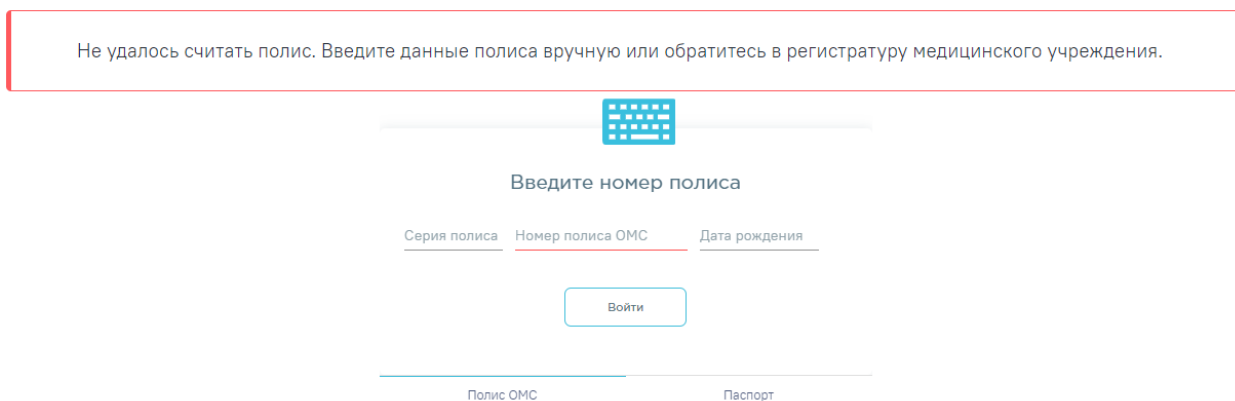 Не удалось считать полис. Введите данные полиса вручную или обратитесь в регистратуру медицинского учреждения.
Введите номер полиса
Серия полиса Номер полиса ОМС Дата рождения
Войти
Полис ОМС Паспорт